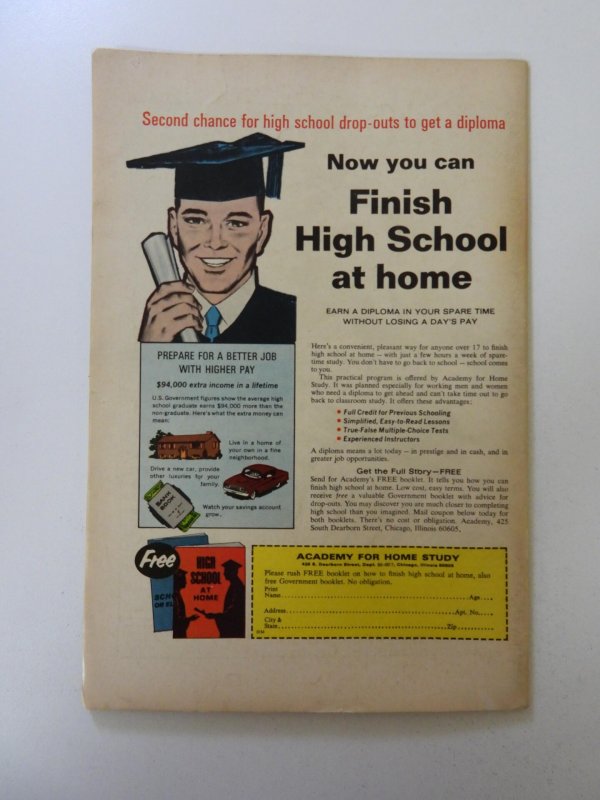 Second chance for high school drop-outs to get a diploma
Now you can
Finish
High School
at home
EARN A DIPLOMA IN YOUR SPARE TIME
WITHOUT LOSING A DAY'S PAY
PREPARE FOR A BETTER JOB
WITH HIGHER PAY
$94,000 extra income in a lifetime
U.S. Government figures show the average high
school graduate earns $94,000 more than the
non-graduate. Here's what the extra money can
mean:
Live in a home of
your own in a fine
neighborhood.
Drive a new car, provide
other luxuries for your
family.
BANK
BOOK
Watch your savings account
grow.
Here's a convenient, pleasant way for anyone over 17 to finish
high school at home — with just a few hours a week of spare-
time study. You don't have to go back to school — school comes
to you.
This practical program is offered by Academy for Home
Study. It was planned especially for working men and women
who need a diploma to get ahead and can't take time out to go
back to classroom study. It offers these advantages:
• Full Credit for Previous Schooling
• Simplified, Easy-to-Read Lessons
• True-False Multiple-Choice Tests
• Experienced Instructors
A diploma means a lot today — in prestige and in cash, and in
greater job opportunities.
Get the Full Story—FREE
Send for Academy's FREE booklet. It tells you how you can
finish high school at home. Low cost, easy terms. You will also
receive free a valuable Government booklet with advice for
drop-outs. You may discover you are much closer to completing
high school than you imagined. Mail coupon below today for
both booklets. There's no cost or obligation. Academy, 425
South Dearborn Street, Chicago, Illinois 60605.
Free
HIGH
SCHOOL
AT
HOME
SCHO
OR EL
ACADEMY FOR HOME STUDY
425 S. Dearborn Street, Dept. Chicago, Illinois 60605
Please rush FREE booklet on how to finish high school at home, also
free Government booklet. No obligation.
Print
Name Age
Address Apt. No.
City &
State Zip